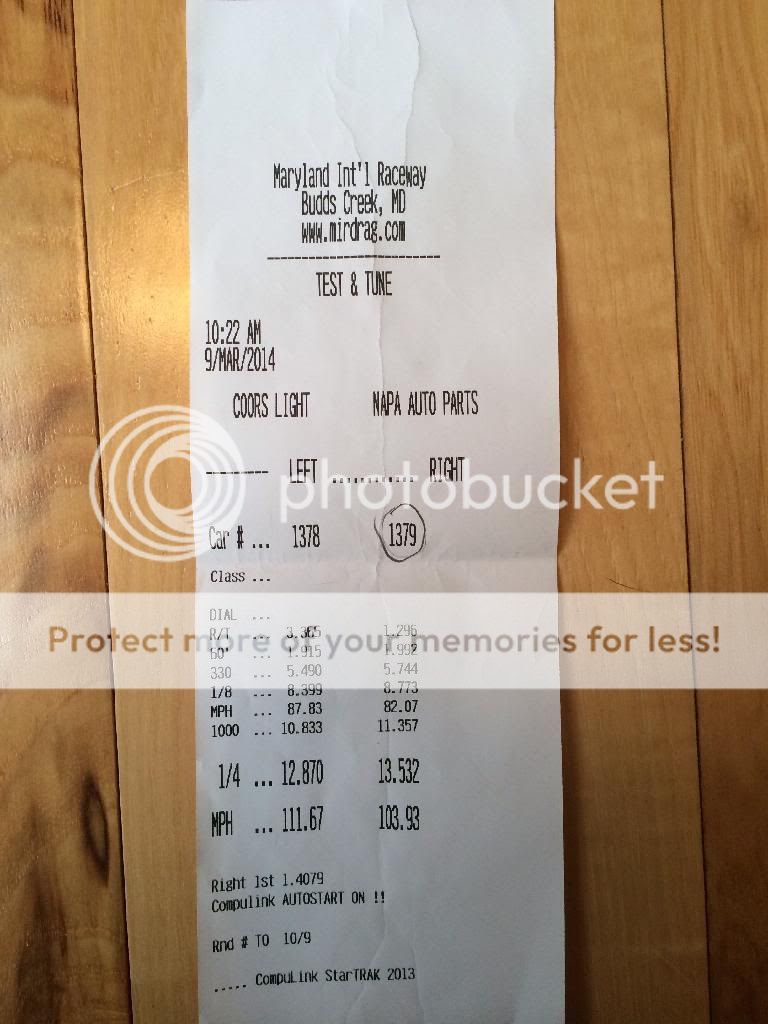 Maryland Int'l Raceway
Budds Creek, MD
www.mirdrag.com
-------------------------
TEST & TUNE
10:22 AM
9/MAR/2014
COORS LIGHT NAPA AUTO PARTS
--------- LEFT ............ RIGHT
photobucket
Car # ... 1378 1379
Class ...
DIAL ...
R/T ... 3.365 1.296
Protect more of your memories for less!
60' ... 1.915 1.992
330 ... 5.490 5.744
1/8 ... 8.399 8.773
MPH ... 87.83 82.07
1000 ... 10.833 11.357
1/4 ... 12.870 13.532
MPH ... 111.67 103.93
Right 1st 1.4079
Compulink AUTOSTART ON !!
Rnd # TO 10/9
..... CompuLink StarTRAK 2013